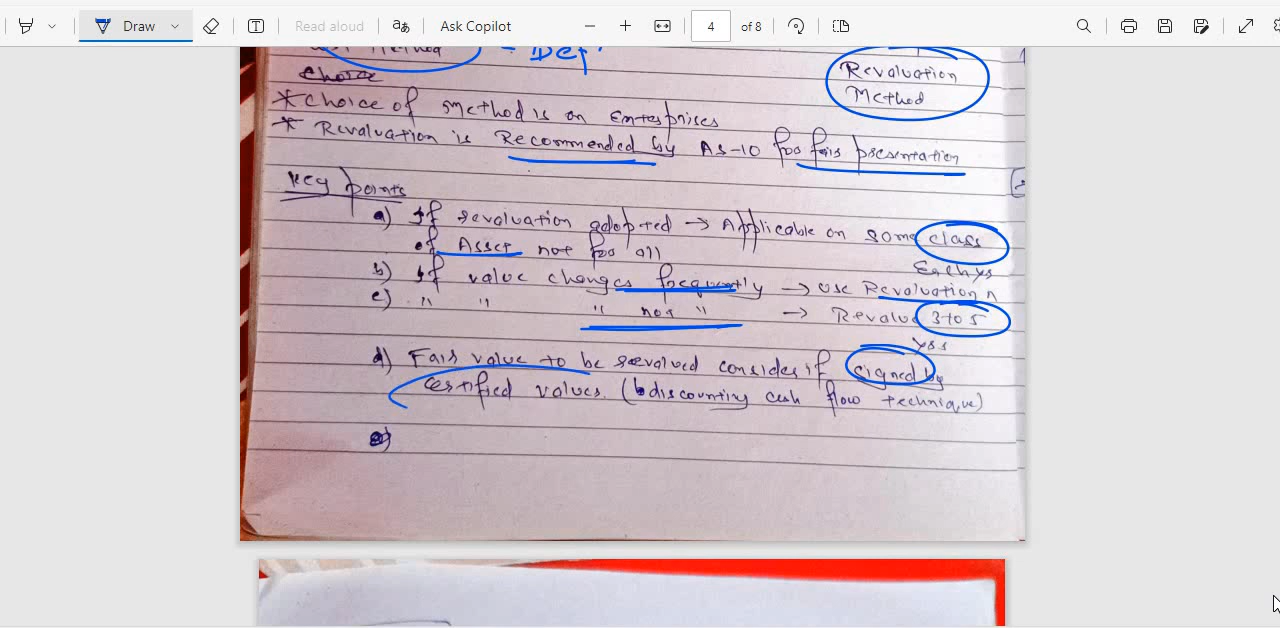 Draw
Read aloud
Ask Copilot
4
of 8
Method
Revaluation
Method
choice
* choice of method is on Enterprises
* Revaluation is Recommended by AS-10 for fair presentation
Key points
a) If revaluation adopted → Applicable on some class
of Asset not for all
b) If value changes frequently → use Revaluation
c) " " " not " → Revalue 3 to 5
yrs
d) Fair value to be revalued consider if signed by
certified values. (discounting cash flow technique)
e)